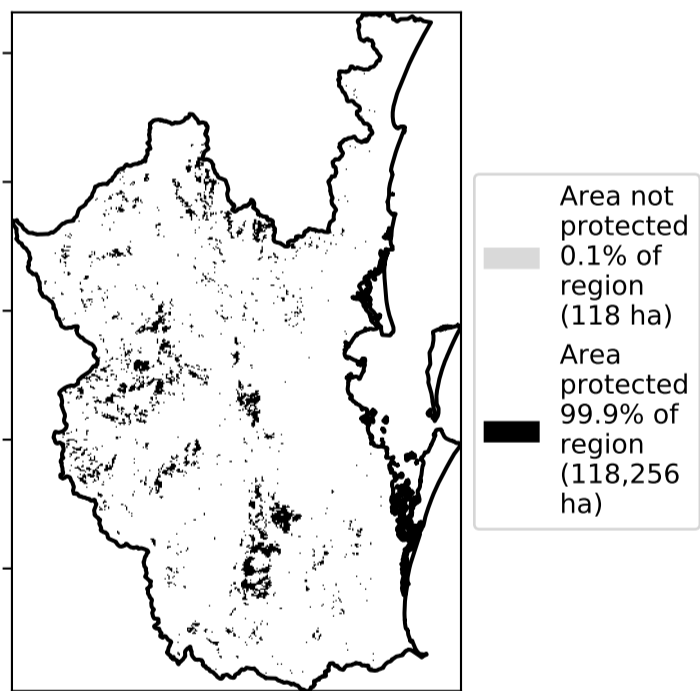 Area not
protected
0.1% of
region
(118 ha)
Area
protected
99.9% of
region
(118,256
ha)